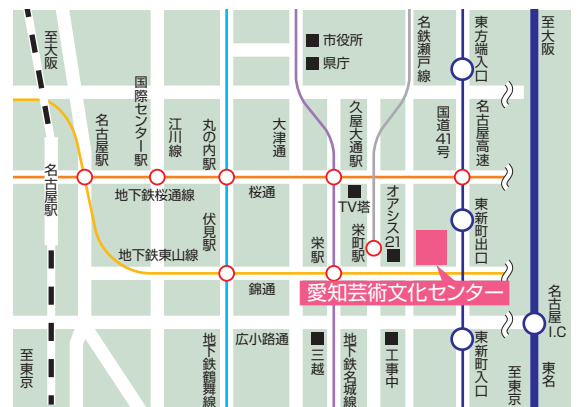 至大阪
市役所
県庁
名鉄瀬戸線
東方端入口
至大阪
国際センター駅
江川線
丸の内駅
大津通
久屋大通駅
国道41号
名古屋高速
名古屋駅
名古屋駅
地下鉄桜通線
桜通
TV塔
栄町駅
オアシス21
東新町出口
伏見駅
地下鉄東山線
栄駅
錦通
愛知芸術文化センター
名古屋I.C
至東京
地下鉄鶴舞線
広小路通
三越
地下鉄名城線
工事中
東新町入口
至東京
東名